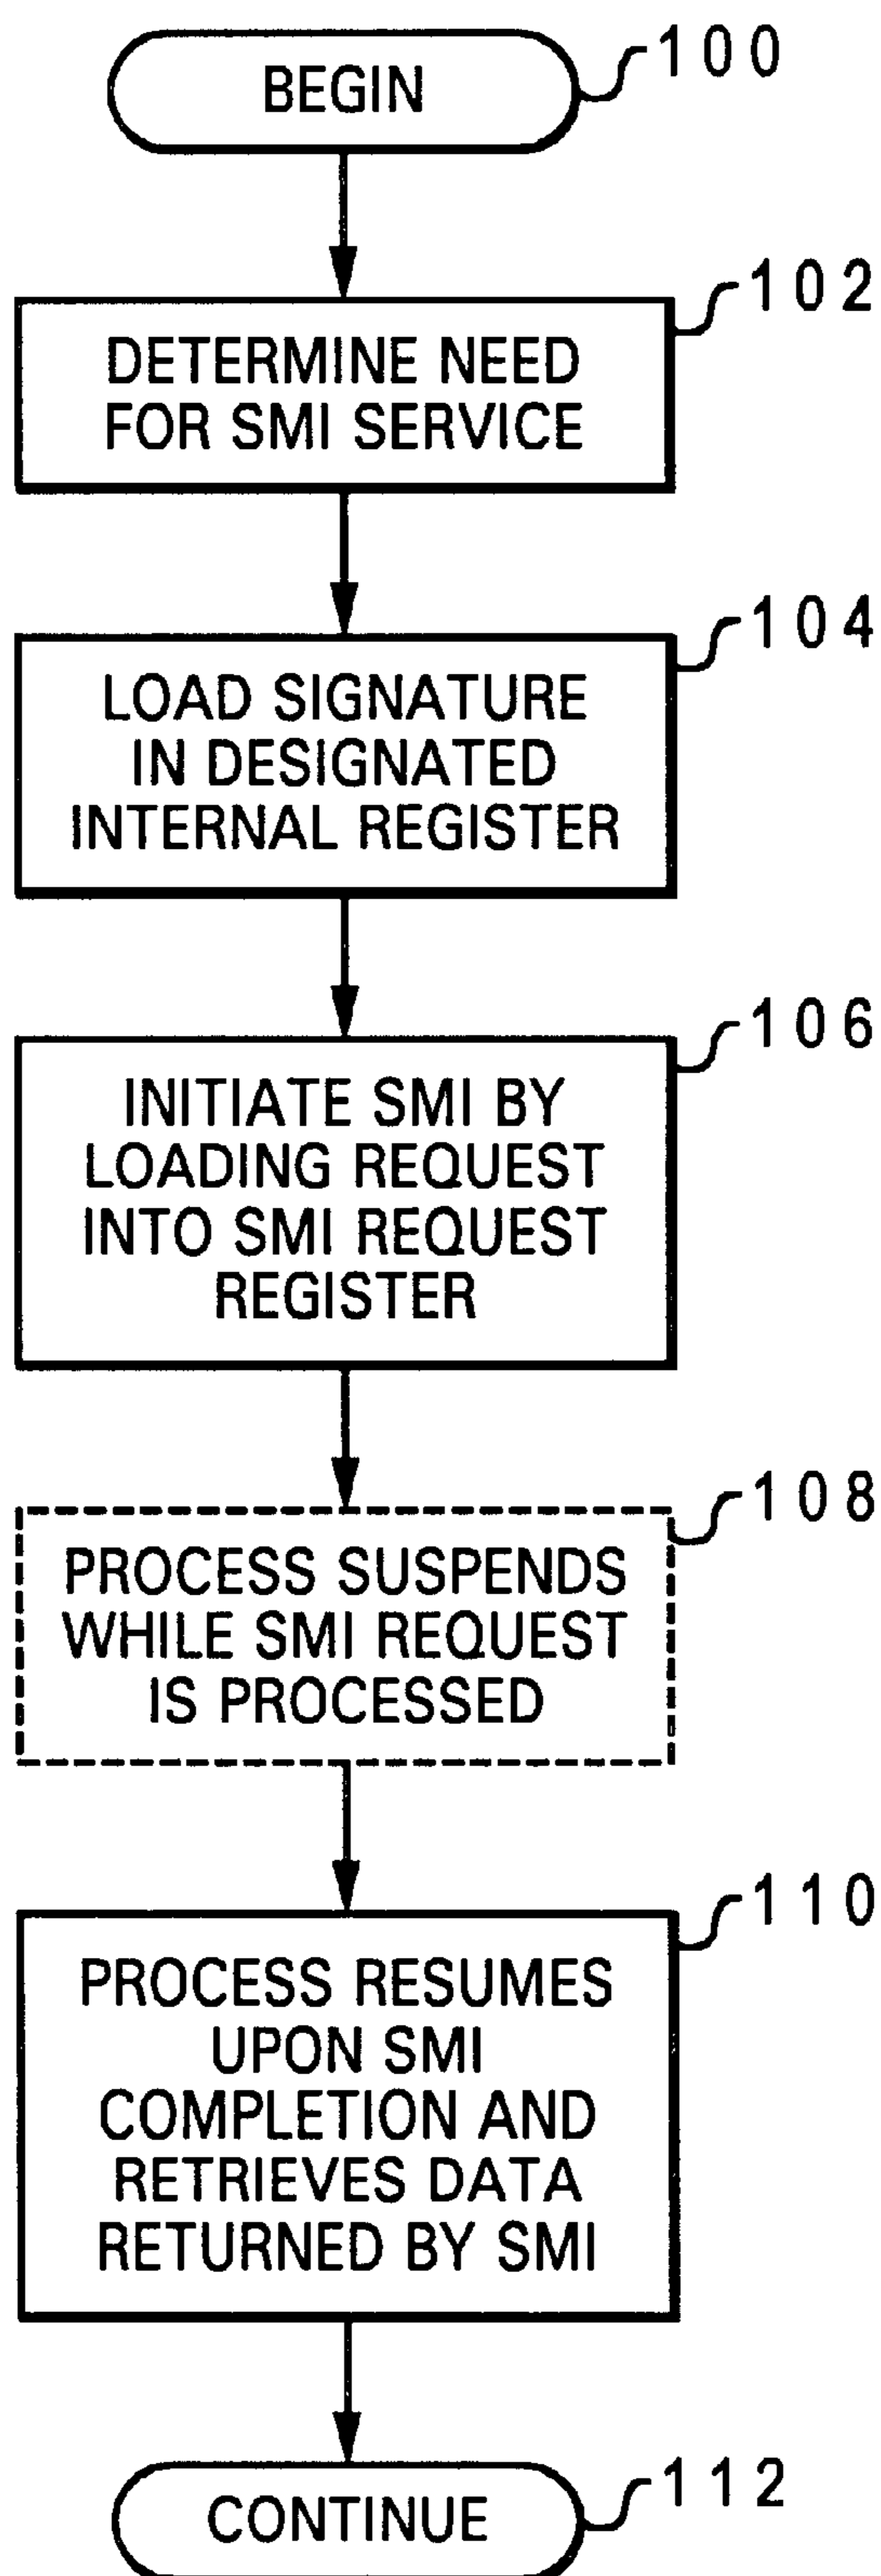 BEGIN
100
102
DETERMINE NEED
FOR SMI SERVICE
104
LOAD SIGNATURE
IN DESIGNATED
INTERNAL REGISTER
106
INITIATE SMI BY
LOADING REQUEST
INTO SMI REQUEST
REGISTER
108
PROCESS SUSPENDS
WHILE SMI REQUEST
IS PROCESSED
110
PROCESS RESUMES
UPON SMI
COMPLETION AND
RETRIEVES DATA
RETURNED BY SMI
112
CONTINUE